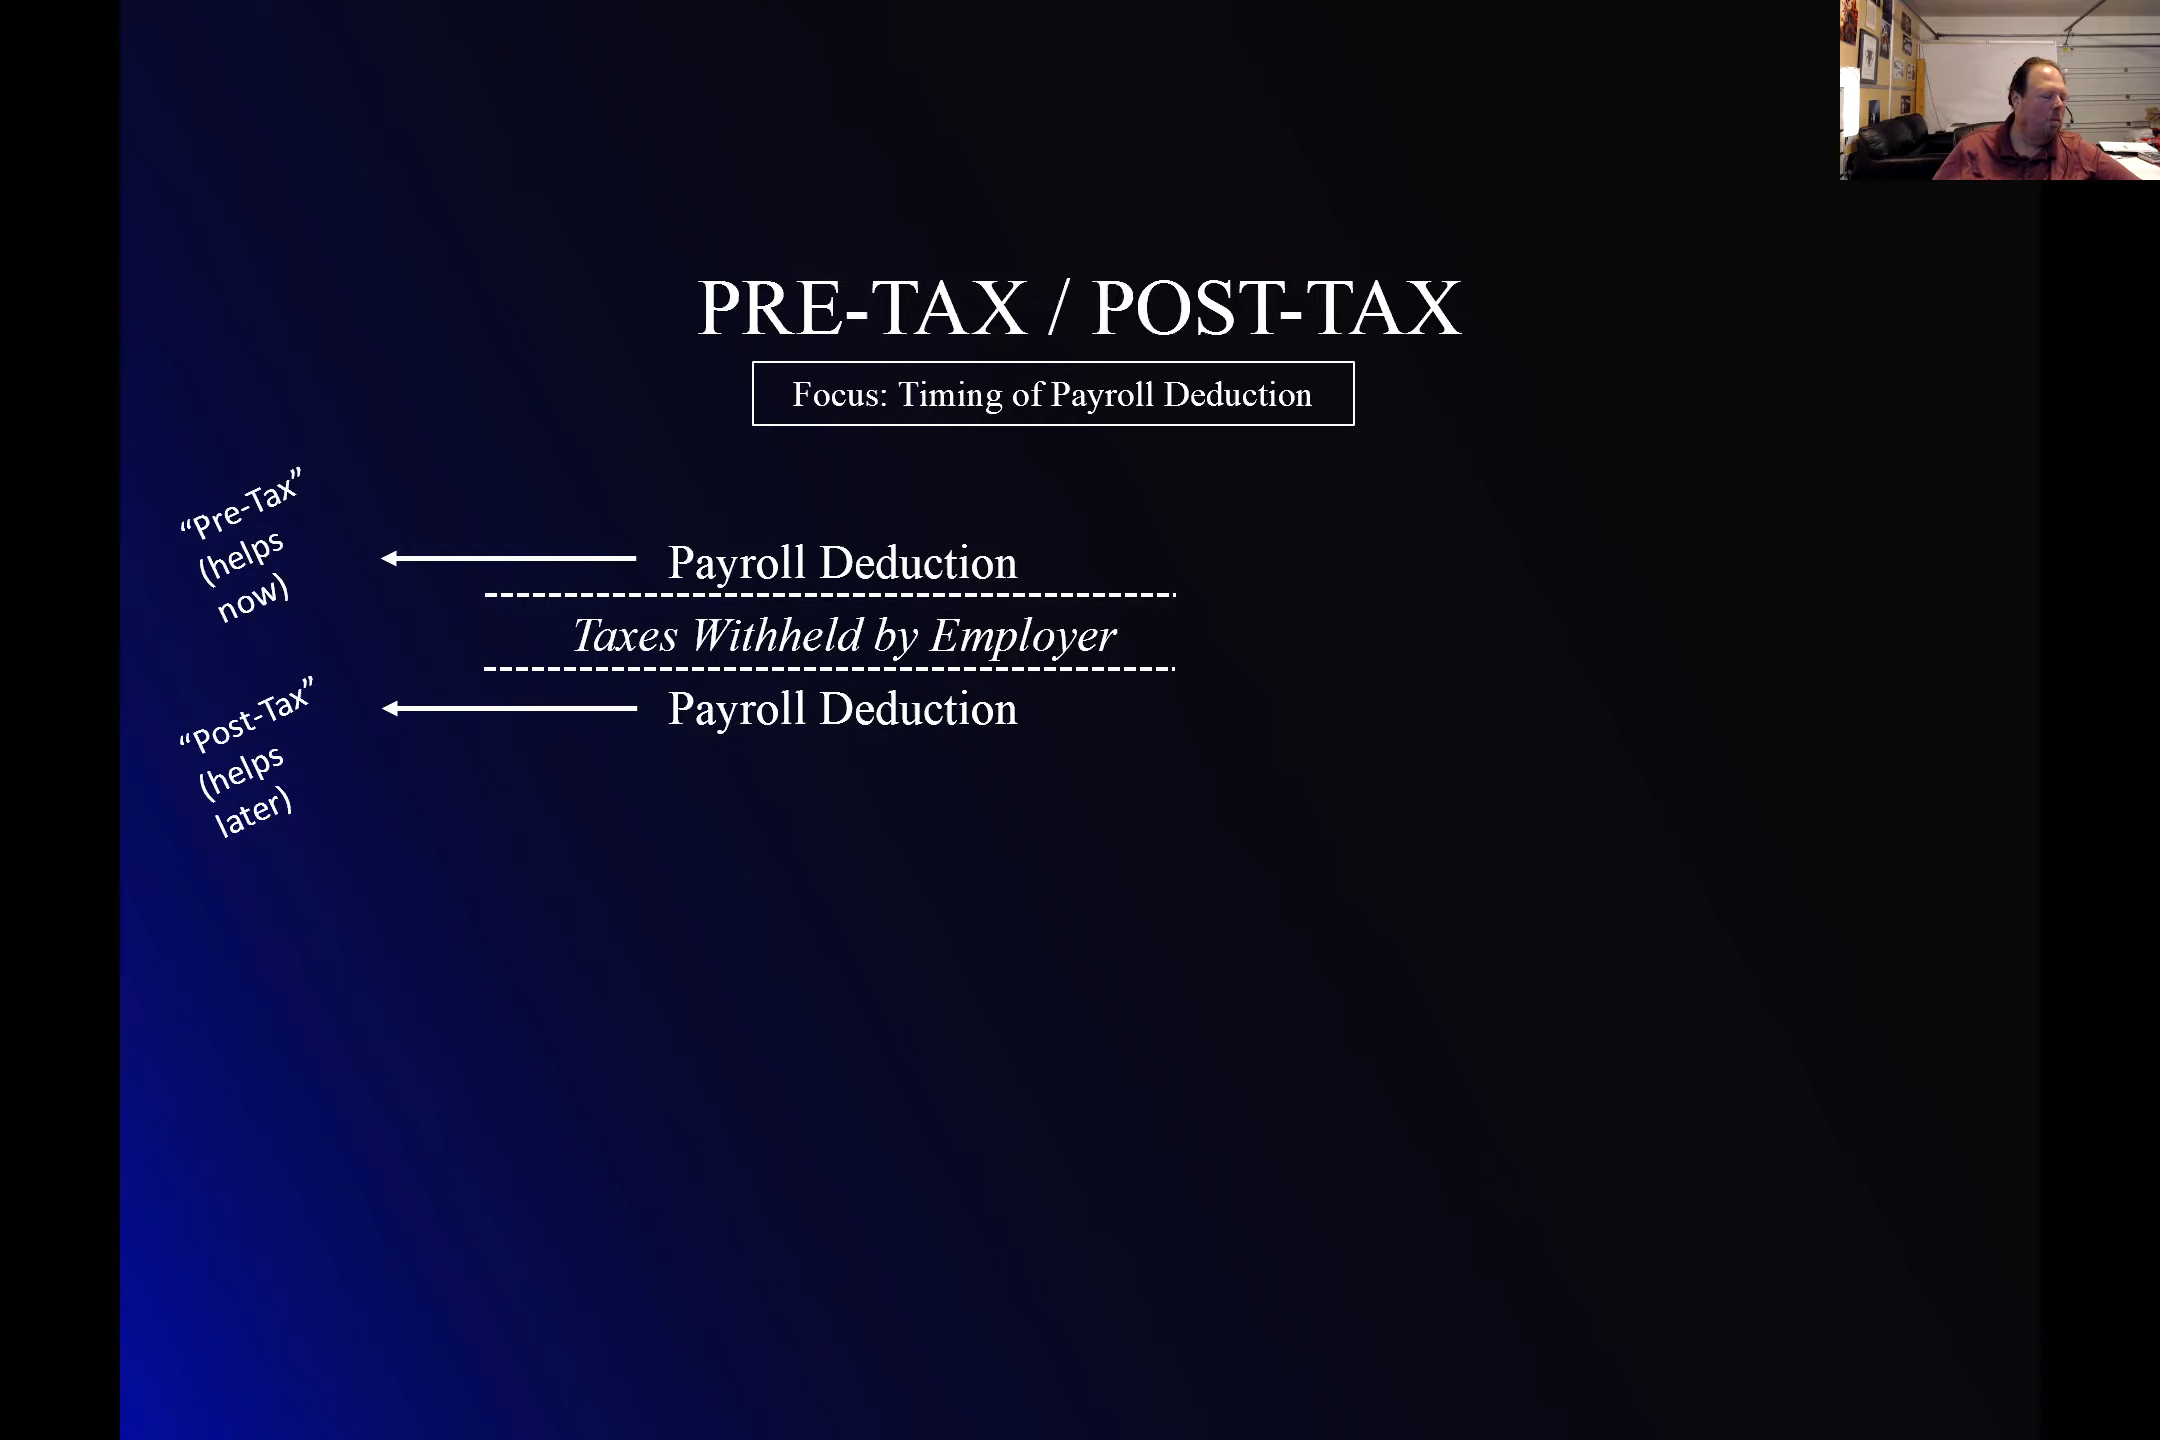 PRE-TAX / POST-TAX
Focus: Timing of Payroll Deduction
“Pre-Tax”
(helps
now)
Payroll Deduction
Taxes Withheld by Employer
Payroll Deduction
“Post-Tax”
(helps
later)